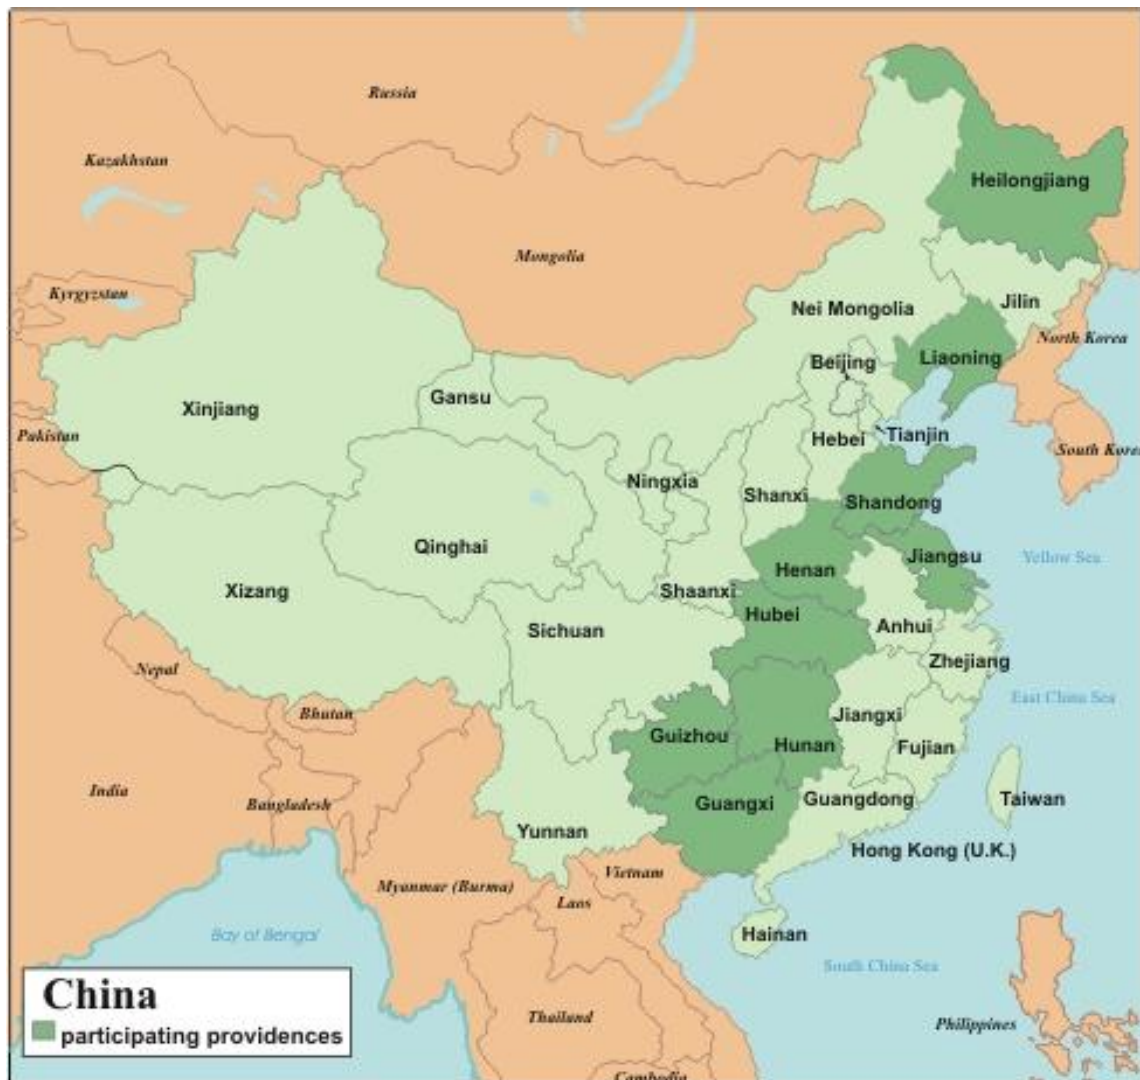 Russia
Kazakhstan
Heilongjiang
Mongolia
Kyrgyzstan
Jilin
Nei Mongolia
North Korea
Beijing
Liaoning
Gansu
Xinjiang
Pakistan
Hebei
Tianjin
South Kore
Ningxia
Shanxi
Shandong
Qinghai
Jiangsu
Yellow Sea
Henan
Xizang
Shaanxi
Hubei
Sichuan
Anhui
Zhejiang
Nepal
East China Sea
Bhutan
Jiangxi
Guizhou
Hunan
Fujian
India
Bangladesh
Guangxi
Guangdong
Taiwan
Yunnan
Hong Kong (U.K.)
Vietnam
Myanmar (Burma)
Laos
Bay of Bengal
Hainan
South China Sea
China
participating providences
Thailand
Philippines
Cambodia